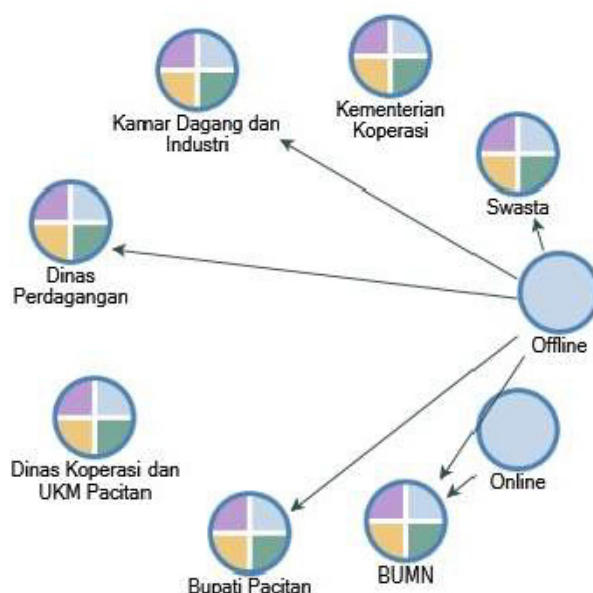 Kamar Dagang dan
Industri
Kementerian
Koperasi
Swasta
Dinas
Perdagangan
Offline
Dinas Koperasi dan
UKM Pacitan
Online
Bupati Pacitan
BUMN